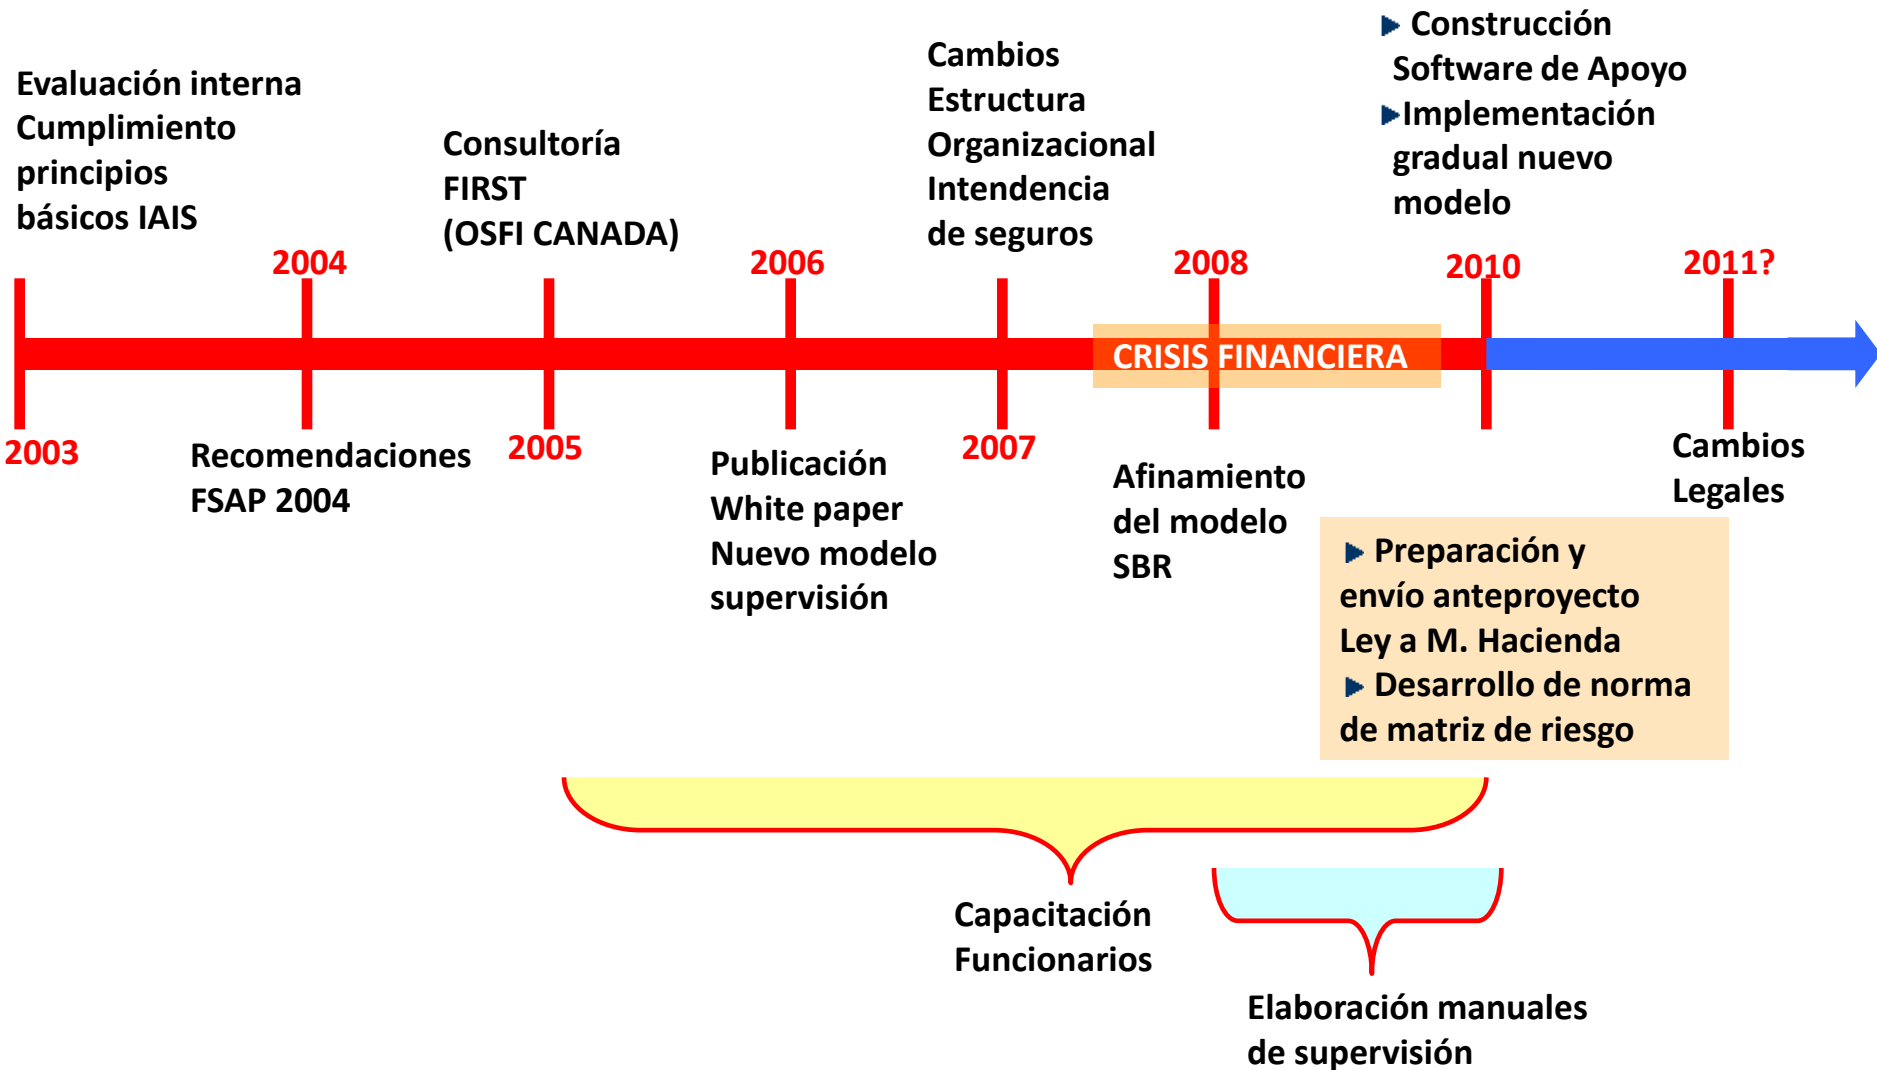 Evaluación interna
Cumplimiento
principios
básicos IAIS
2003
2004
Recomendaciones
FSAP 2004
Consultoría
FIRST
(OSFI CANADA)
2005
2006
Publicación
White paper
Nuevo modelo
supervisión
Cambios
Estructura
Organizacional
Intendencia
de seguros
2007
2008
CRISIS FINANCIERA
Afinamiento
del modelo
SBR
Construcción
Software de Apoyo
Implementación
gradual nuevo
modelo
2010
Preparación y
envío anteproyecto
Ley a M. Hacienda
Desarrollo de norma
de matriz de riesgo
2011?
Cambios
Legales
Capacitación
Funcionarios
Elaboración manuales
de supervisión